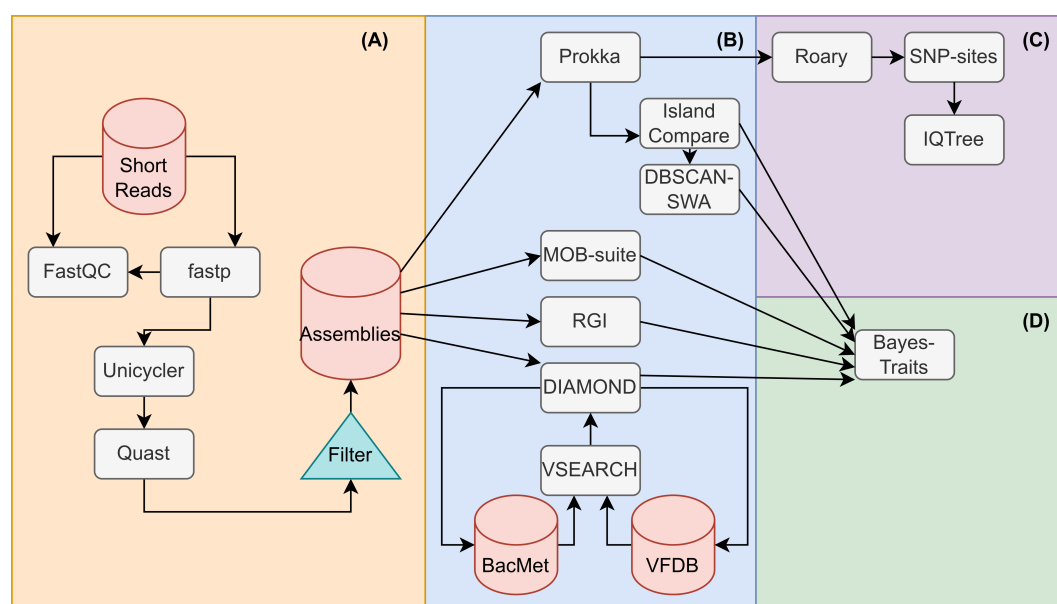 (A)
Short
Reads
FastQC
fastp
Unicycler
Quast
Filter
Assemblies
(B)
Prokka
Island
Compare
DBSCAN-
SWA
MOB-suite
RGI
DIAMOND
VSEARCH
BacMet
VFDB
(C)
Roary
SNP-sites
IQTree
(D)
Bayes-
Traits